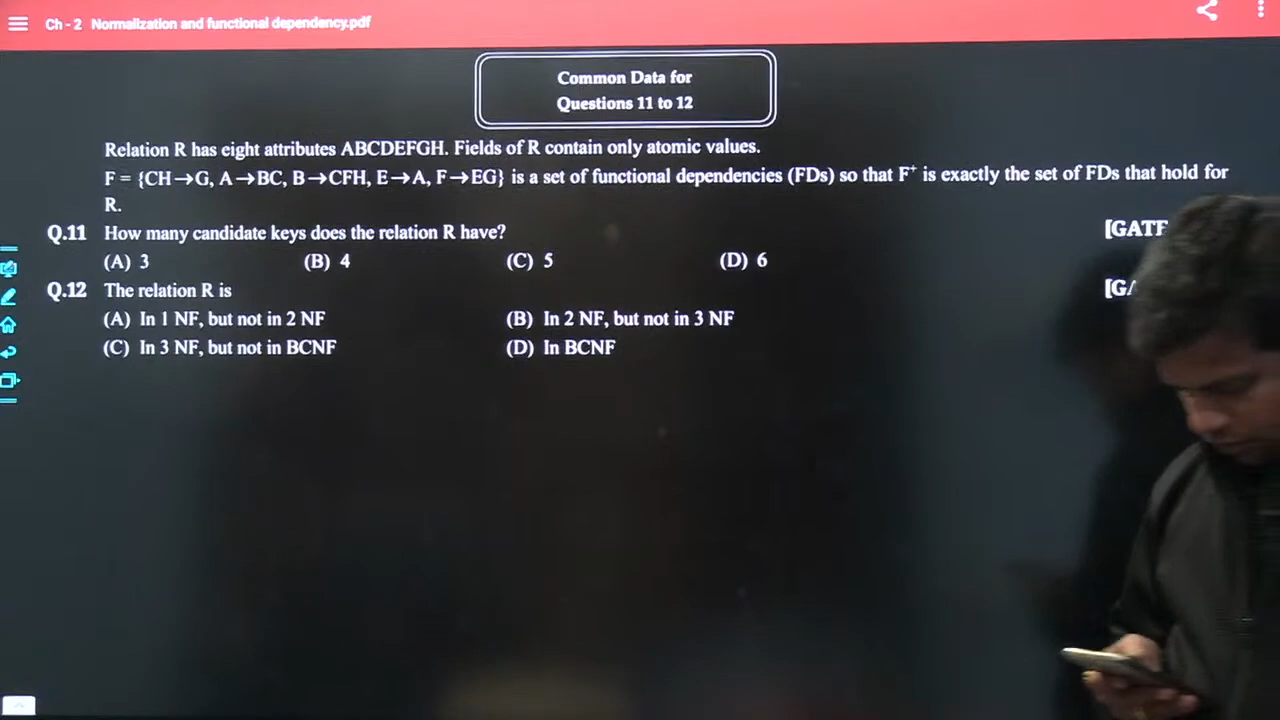 Ch - 2 Normalization and functional dependency.pdf
Common Data for
Questions 11 to 12
Relation R has eight attributes ABCDEFGH. Fields of R contain only atomic values.
F = {CH→G, A→BC, B→CFH, E→A, F→EG} is a set of functional dependencies (FDs) so that F⁺ is exactly the set of FDs that hold for
R.
Q.11 How many candidate keys does the relation R have? [GATE
(A) 3 (B) 4 (C) 5 (D) 6
Q.12 The relation R is [GA
(A) In 1 NF, but not in 2 NF (B) In 2 NF, but not in 3 NF
(C) In 3 NF, but not in BCNF (D) In BCNF